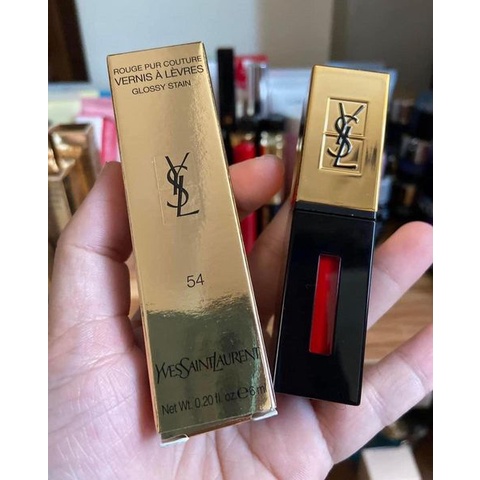 ROUGE PUR COUTURE
VERNIS À LÈVRES
GLOSSY STAIN
YSL
54
YVESSAINTLAURENT
Net Wt. 0.20 fl. oz ℮ 6 ml
YSL